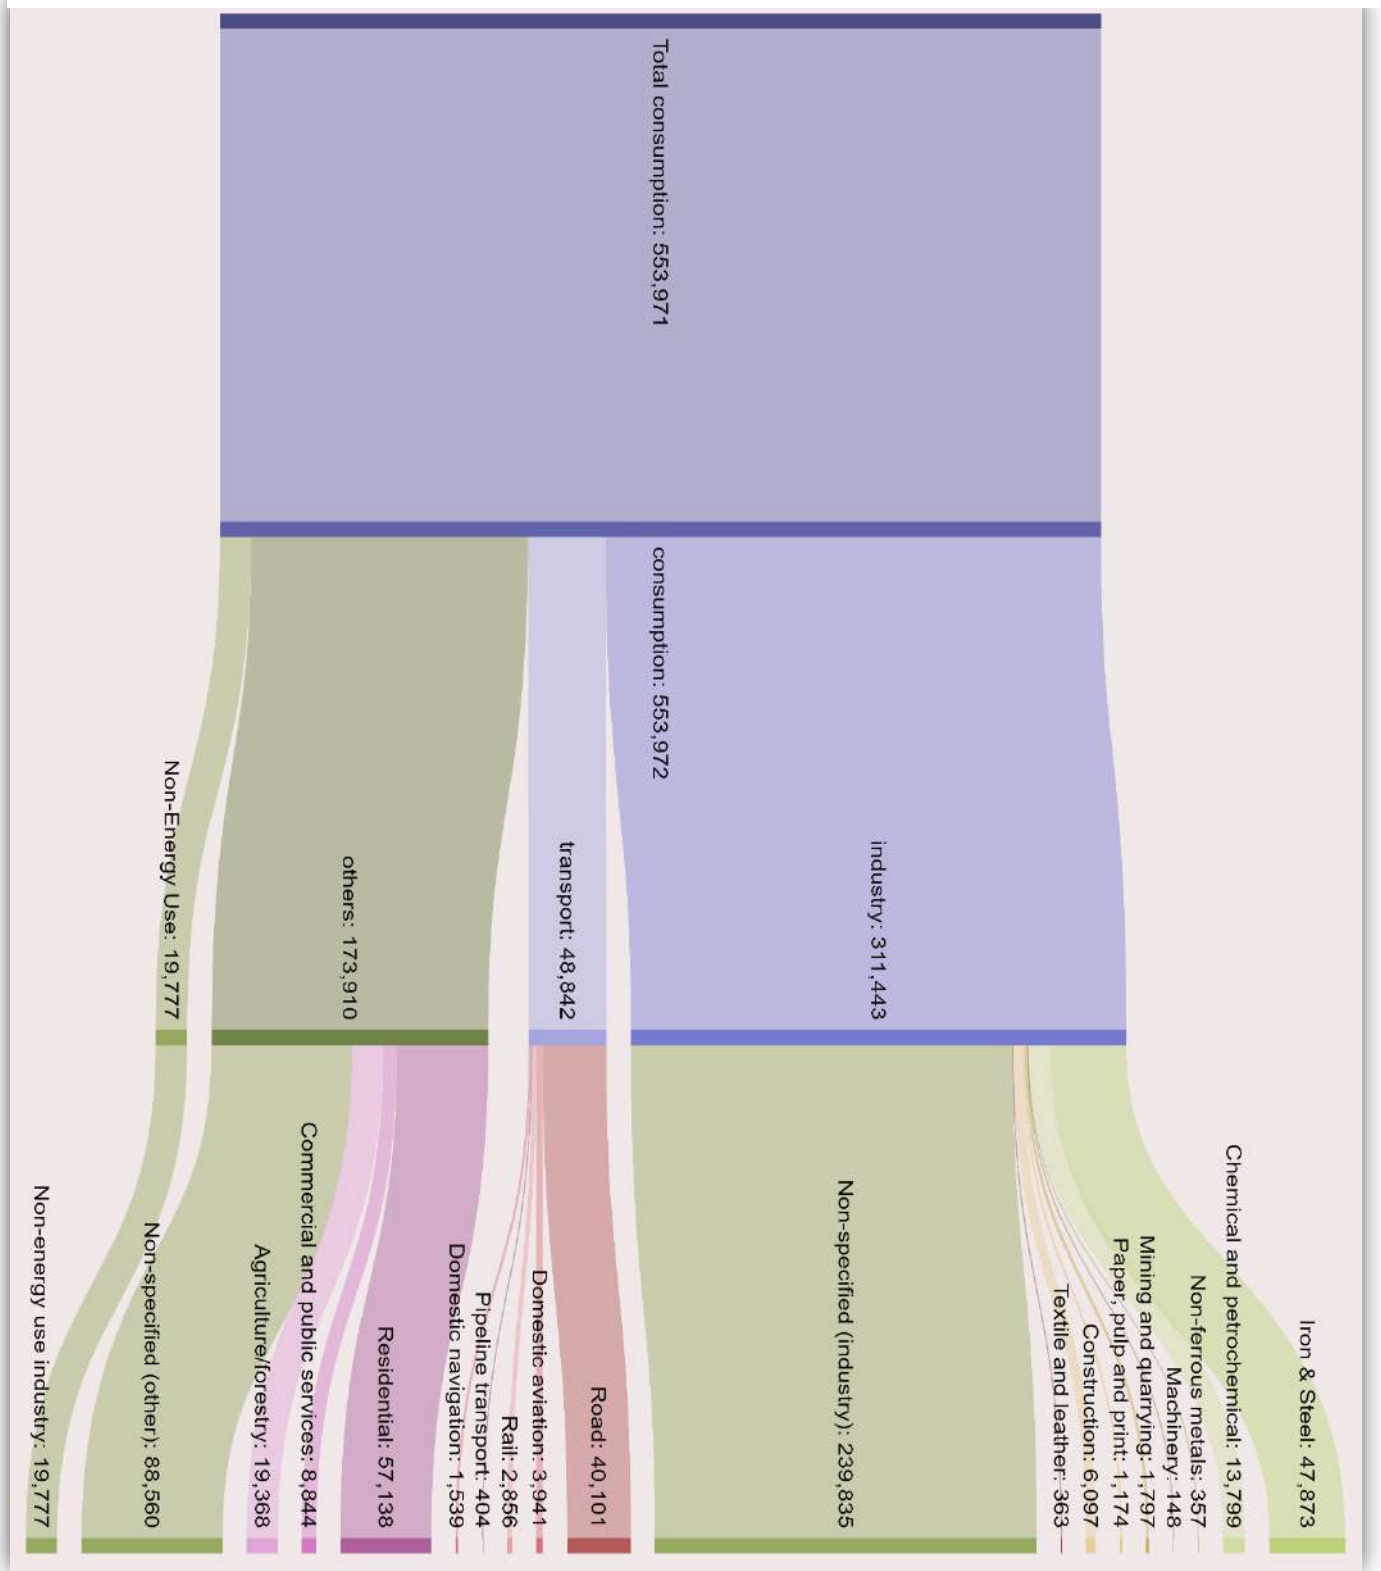 Total consumption: 553,971
consumption: 553,972
industry: 311,443
transport: 48,842
others: 173,910
Non-Energy Use: 19,777
Iron & Steel: 47,873
Chemical and petrochemical: 13,799
Non-ferrous metals: 357
Machinery: 148
Mining and quarrying: 1,797
Paper, pulp and print: 1,174
Construction: 6,097
Textile and leather: 363
Non-specified (industry): 239,835
Road: 40,101
Domestic aviation: 3,941
Rail: 2,856
Pipeline transport: 404
Domestic navigation: 1,539
Residential: 57,138
Commercial and public services: 8,844
Agriculture/forestry: 19,368
Non-specified (other): 88,560
Non-energy use industry: 19,777